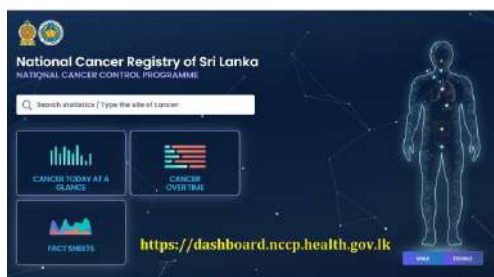 National Cancer Registry of Sri Lanka
NATIONAL CANCER CONTROL PROGRAMME
Search statistics / Type the site of Cancer
CANCER TODAY AT A
GLANCE
CANCER
OVER TIME
FACT SHEETS
https://dashboard.nccp.health.gov.lk
MALE
FEMALE